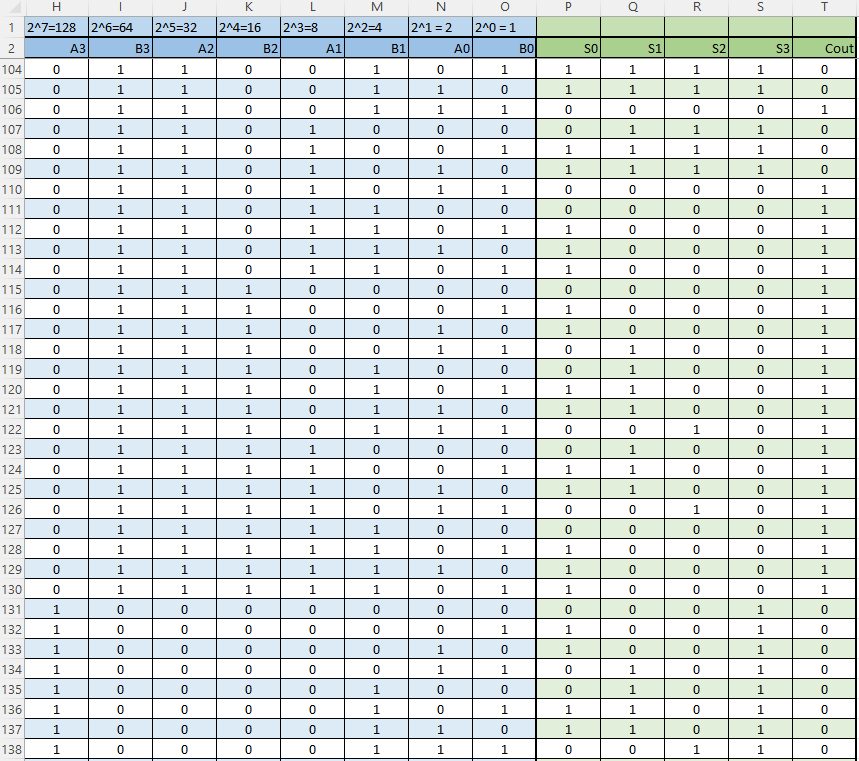 H I J K L M N O P Q R S T
1 2^7=128 2^6=64 2^5=32 2^4=16 2^3=8 2^2=4 2^1 = 2 2^0 = 1
2 A3 B3 A2 B2 A1 B1 A0 B0 S0 S1 S2 S3 Cout
104 0 1 1 0 0 1 0 1 1 1 1 1 0
105 0 1 1 0 0 1 1 0 1 1 1 1 0
106 0 1 1 0 0 1 1 1 0 0 0 0 1
107 0 1 1 0 1 0 0 0 0 1 1 1 0
108 0 1 1 0 1 0 0 1 1 1 1 1 0
109 0 1 1 0 1 0 1 0 1 1 1 1 0
110 0 1 1 0 1 0 1 1 0 0 0 0 1
111 0 1 1 0 1 1 0 0 0 0 0 0 1
112 0 1 1 0 1 1 0 1 1 0 0 0 1
113 0 1 1 0 1 1 1 0 1 0 0 0 1
114 0 1 1 0 1 1 0 1 1 0 0 0 1
115 0 1 1 1 0 0 0 0 0 0 0 0 1
116 0 1 1 1 0 0 0 1 1 0 0 0 1
117 0 1 1 1 0 0 1 0 1 0 0 0 1
118 0 1 1 1 0 0 1 1 0 1 0 0 1
119 0 1 1 1 0 1 0 0 0 1 0 0 1
120 0 1 1 1 0 1 0 1 1 1 0 0 1
121 0 1 1 1 0 1 1 0 1 1 0 0 1
122 0 1 1 1 0 1 1 1 0 0 1 0 1
123 0 1 1 1 1 0 0 0 0 1 0 0 1
124 0 1 1 1 1 0 0 1 1 1 0 0 1
125 0 1 1 1 1 0 1 0 1 1 0 0 1
126 0 1 1 1 1 0 1 1 0 0 1 0 1
127 0 1 1 1 1 1 0 0 0 0 0 0 1
128 0 1 1 1 1 1 0 1 1 0 0 0 1
129 0 1 1 1 1 1 1 0 1 0 0 0 1
130 0 1 1 1 1 1 0 1 1 0 0 0 1
131 1 0 0 0 0 0 0 0 0 0 0 1 0
132 1 0 0 0 0 0 0 1 1 0 0 1 0
133 1 0 0 0 0 0 1 0 1 0 0 1 0
134 1 0 0 0 0 0 1 1 0 1 0 1 0
135 1 0 0 0 0 1 0 0 0 1 0 1 0
136 1 0 0 0 0 1 0 1 1 1 0 1 0
137 1 0 0 0 0 1 1 0 1 1 0 1 0
138 1 0 0 0 0 1 1 1 0 0 1 1 0